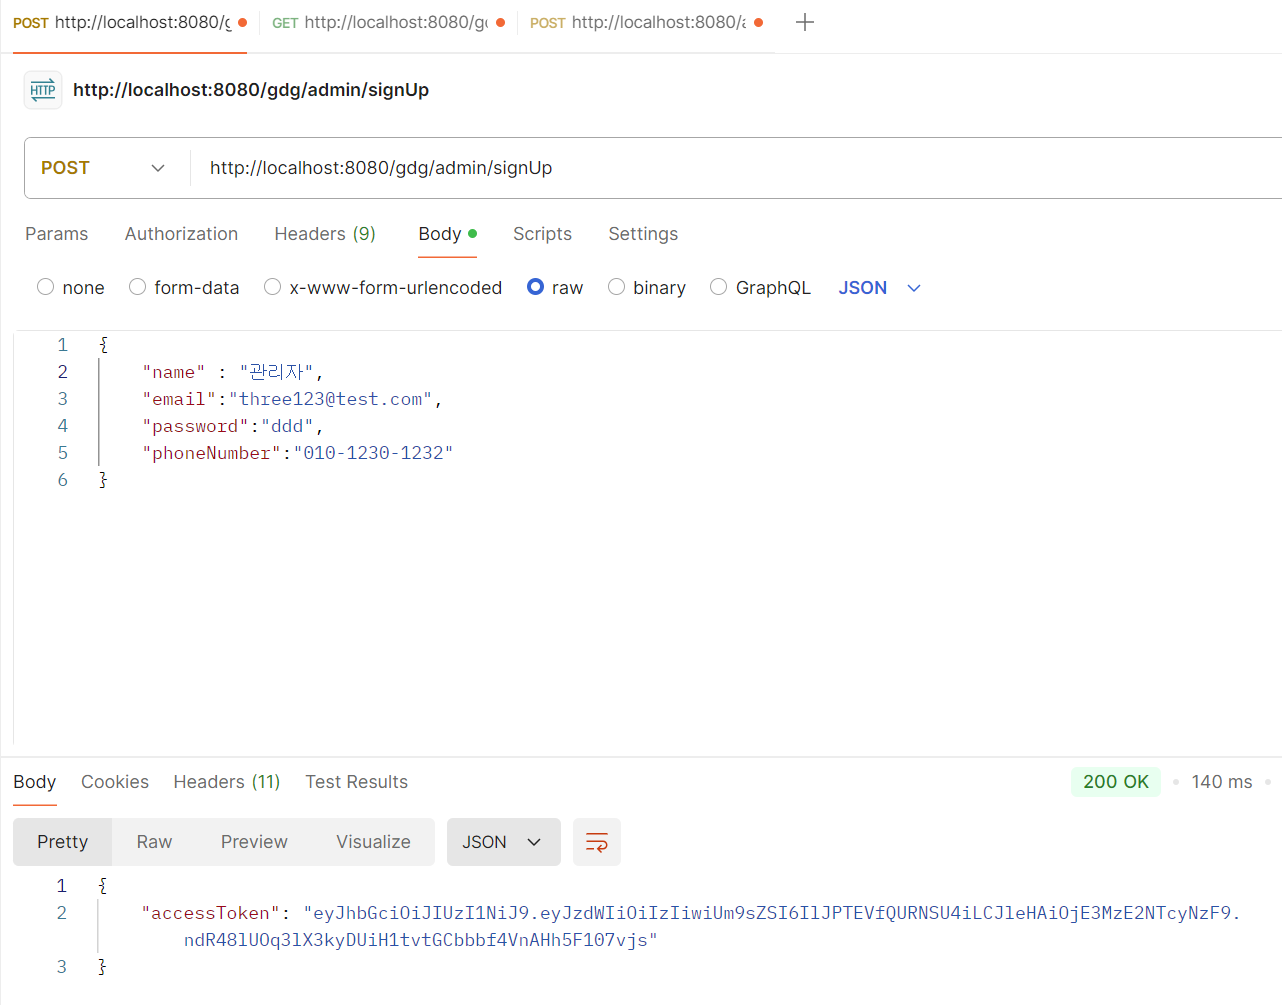 POST http://localhost:8080/g GET http://localhost:8080/g POST http://localhost:8080/a
HTTP http://localhost:8080/gdg/admin/signUp
POST http://localhost:8080/gdg/admin/signUp
Params Authorization Headers (9) Body Scripts Settings
none form-data x-www-form-urlencoded raw binary GraphQL JSON
1 {
2 "name" : "관리자",
3 "email":"three123@test.com",
4 "password":"ddd",
5 "phoneNumber":"010-1230-1232"
6 }
Body Cookies Headers (11) Test Results 200 OK 140 ms
Pretty Raw Preview Visualize JSON
1 {
2 "accessToken": "eyJhbGciOiJIUzI1NiJ9.eyJzdWIiOiIzIiwiUm9sZSI6IlJPTEVfQURNSU4iLCJleHAiOjE3MzE2NTcyNzF9.
ndR48lUOq3lX3kyDUiH1tvtGCbbbf4VnAHh5F107vjs"
3 }